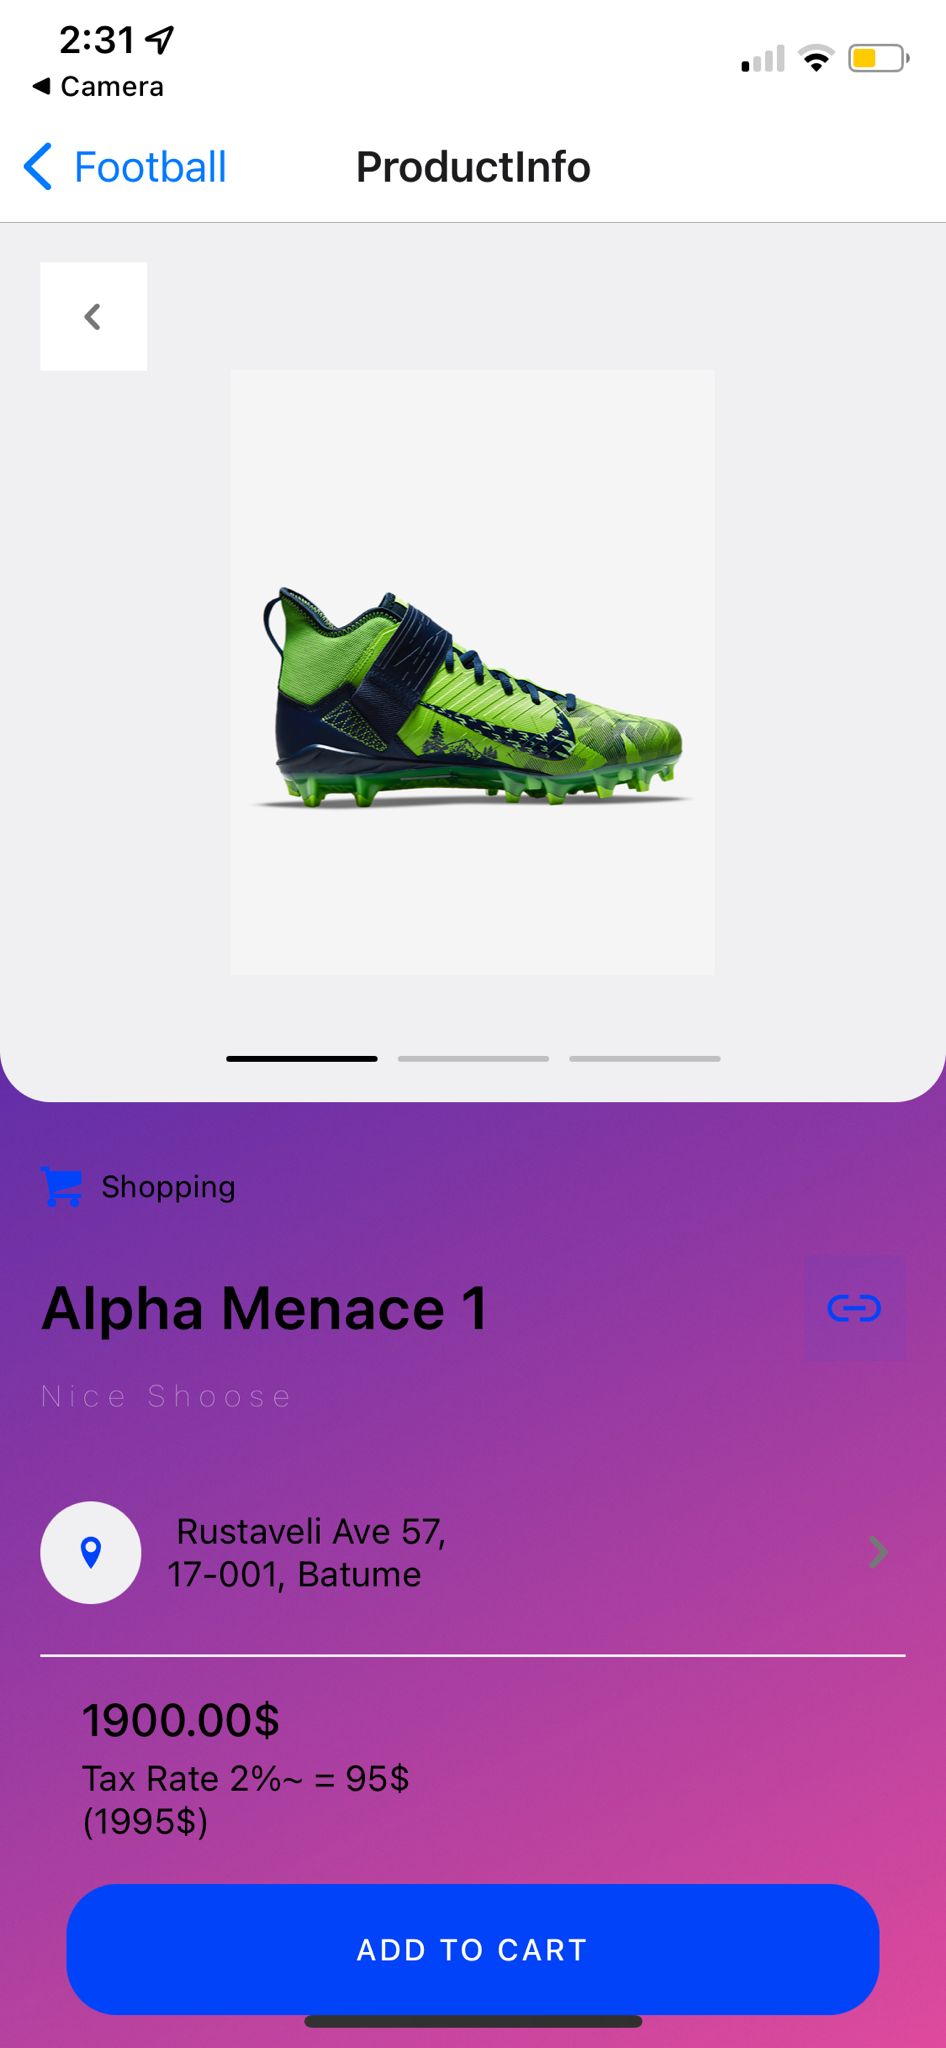 2:31
Camera
Football
ProductInfo
Shopping
Alpha Menace 1
Nice Shoose
Rustaveli Ave 57,
17-001, Batume
1900.00$
Tax Rate 2%~ = 95$
(1995$)
ADD TO CART